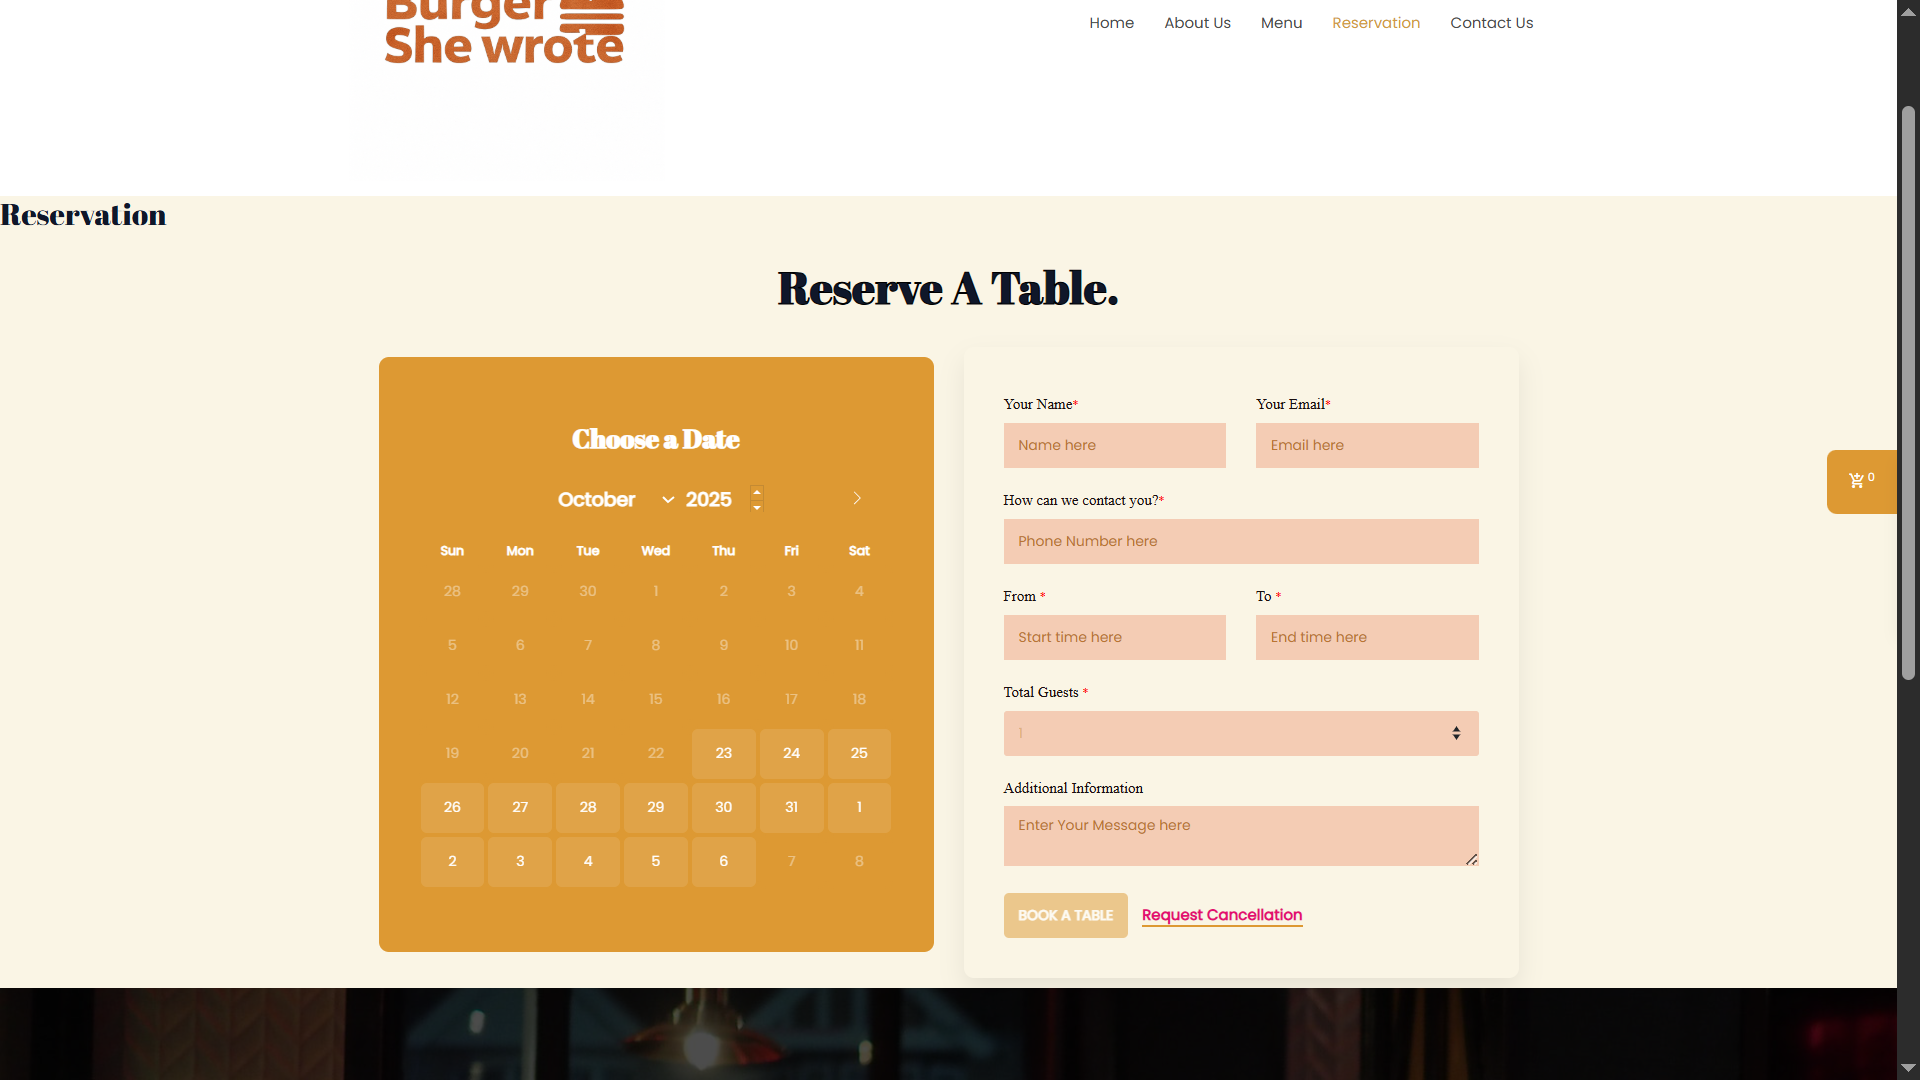 Burger
She wrote
Home About Us Menu Reservation Contact Us
Reservation
Reserve A Table.
Choose a Date
October 2025
Sun Mon Tue Wed Thu Fri Sat
28 29 30 1 2 3 4
5 6 7 8 9 10 11
12 13 14 15 16 17 18
19 20 21 22 23 24 25
26 27 28 29 30 31 1
2 3 4 5 6 7 8
Your Name* Your Email*
Name here Email here
How can we contact you?*
Phone Number here
From * To *
Start time here End time here
Total Guests *
1
Additional Information
Enter Your Message here
BOOK A TABLE Request Cancellation
0